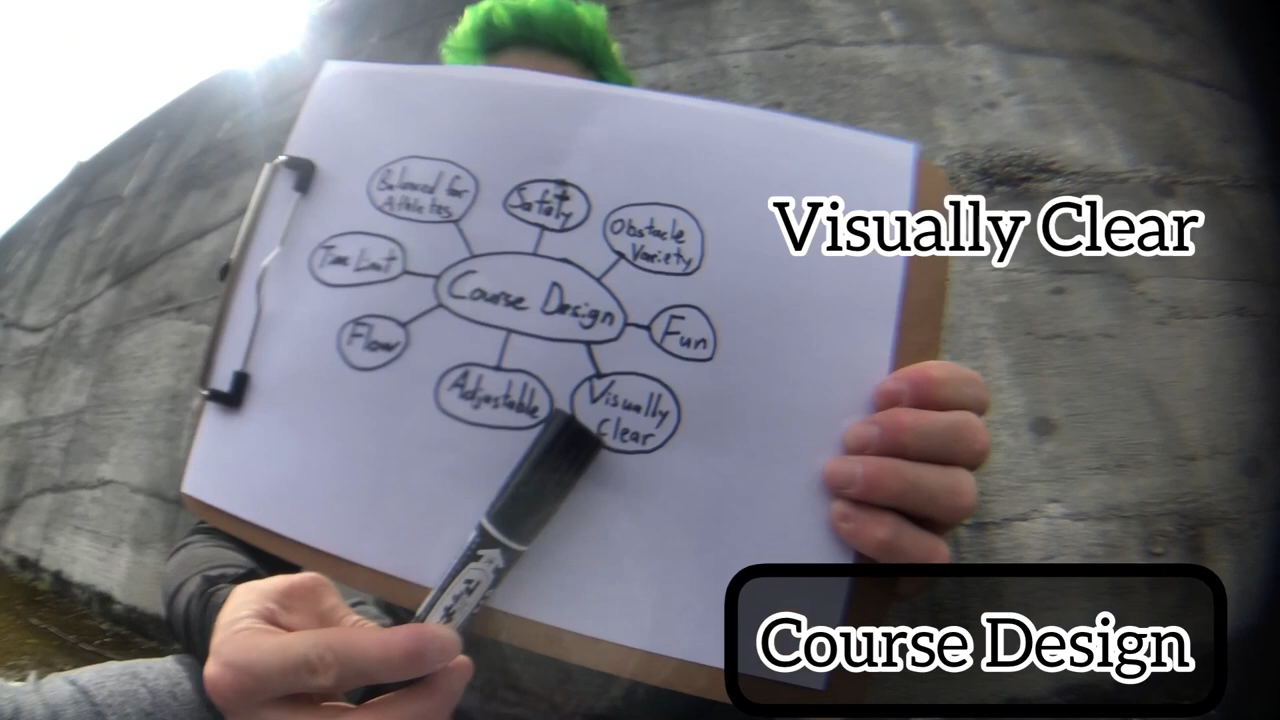 Balanced for
Athletes
Safety
Obstacle
Variety
Time Limit
Course Design
Fun
Flow
Adjustable
Visually
Clear
Visually Clear
Course Design